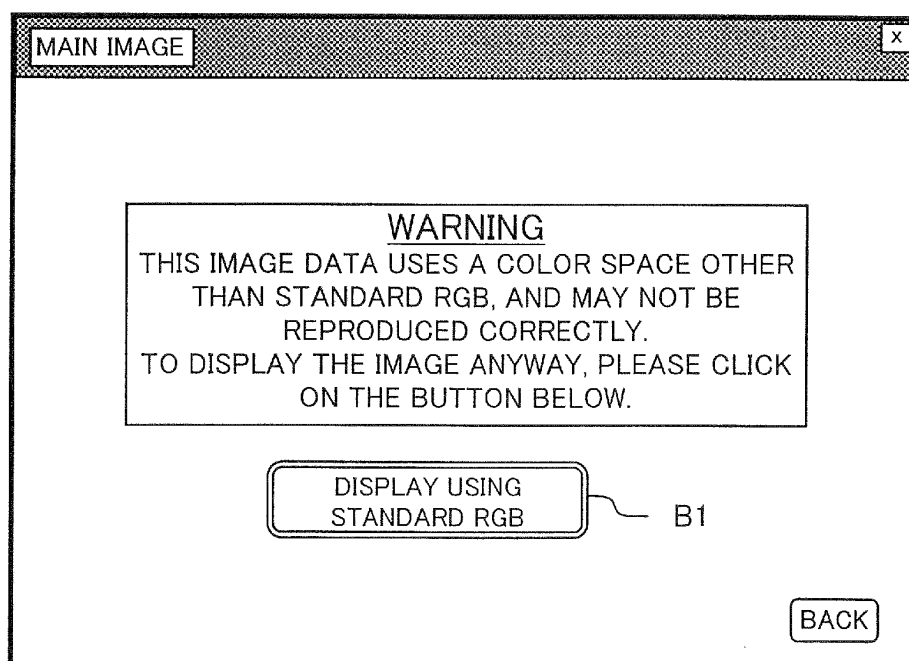 MAIN IMAGE
x
WARNING
THIS IMAGE DATA USES A COLOR SPACE OTHER
THAN STANDARD RGB, AND MAY NOT BE
REPRODUCED CORRECTLY.
TO DISPLAY THE IMAGE ANYWAY, PLEASE CLICK
ON THE BUTTON BELOW.
DISPLAY USING
STANDARD RGB
B1
BACK